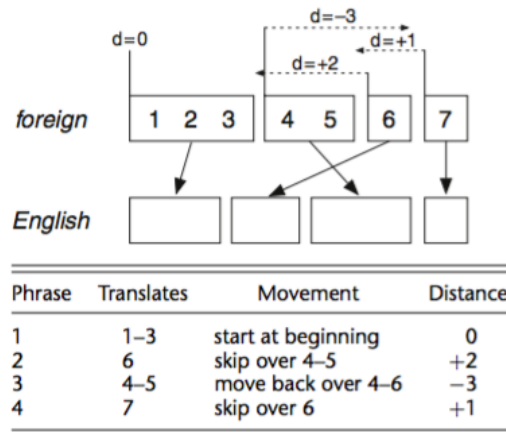 d=−3
d=0
d=+1
d=+2
foreign 1 2 3 4 5 6 7
English
Phrase Translates Movement Distance
1 1–3 start at beginning 0
2 6 skip over 4–5 +2
3 4–5 move back over 4–6 −3
4 7 skip over 6 +1